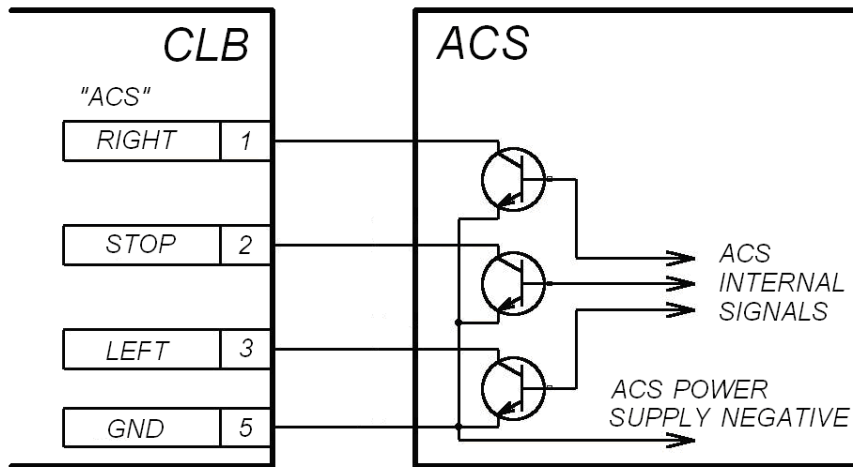 CLB
ACS
"ACS"
RIGHT 1
STOP 2
LEFT 3
GND 5
ACS
INTERNAL
SIGNALS
ACS POWER
SUPPLY NEGATIVE